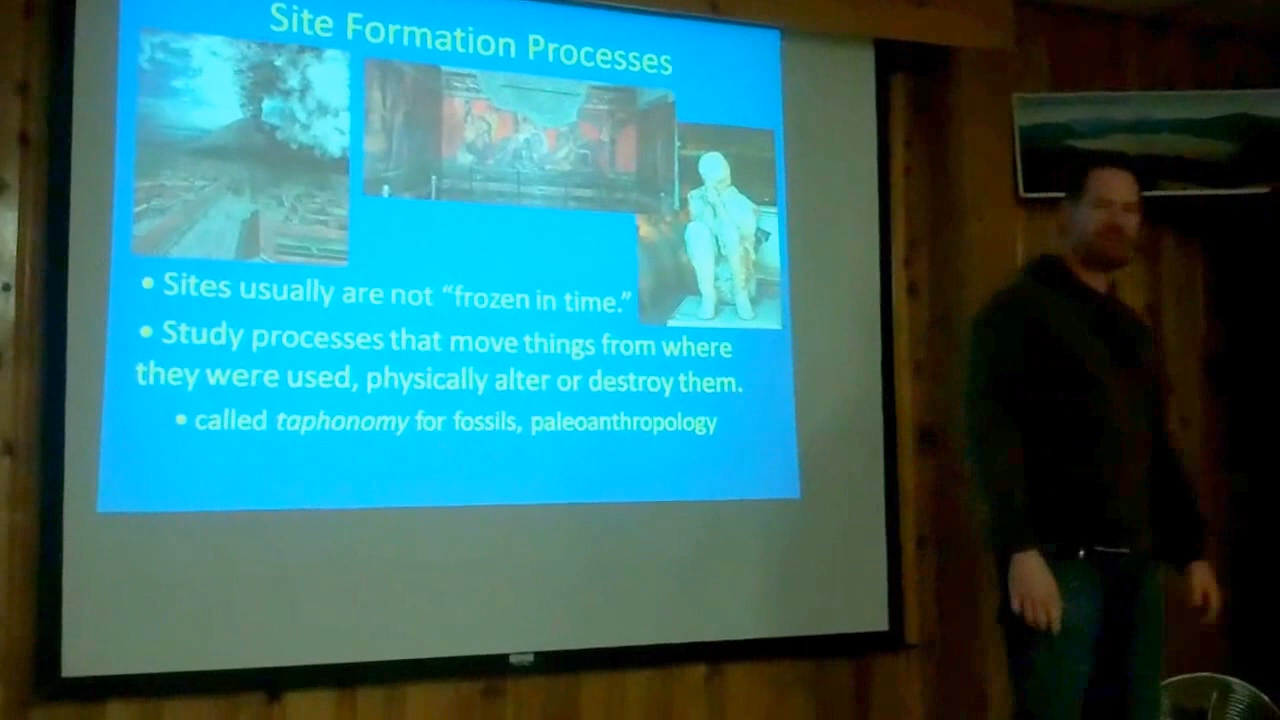 Site Formation Processes
• Sites usually are not “frozen in time.”
• Study processes that move things from where
they were used, physically alter or destroy them.
• called taphonomy for fossils, paleoanthropology